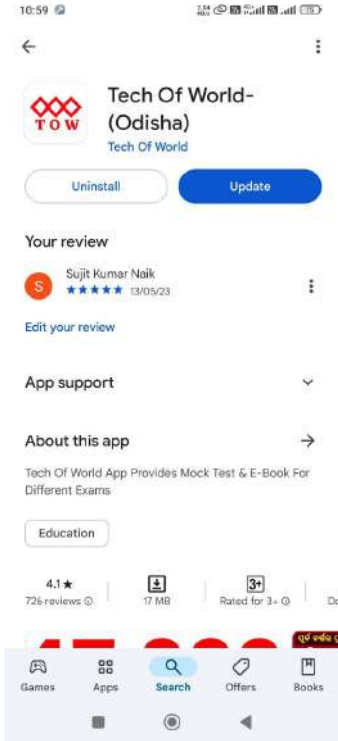 10:59
Tech Of World-
(Odisha)
TOW
Tech Of World
Uninstall
Update
Your review
S
Sujit Kumar Naik
13/05/23
Edit your review
App support
About this app
Tech Of World App Provides Mock Test & E-Book For
Different Exams
Education
4.1★
726 reviews
17 MB
3+
Rated for 3+
Games
Apps
Search
Offers
Books